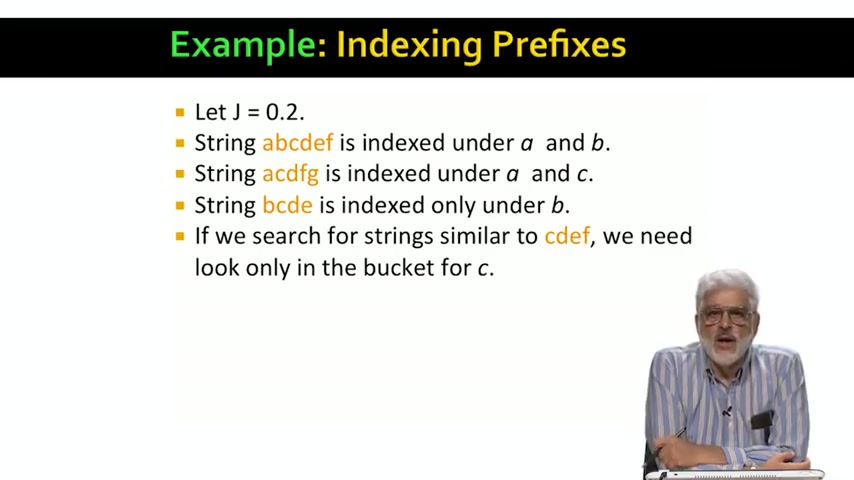 Example: Indexing Prefixes
Let J = 0.2.
String abcdef is indexed under a and b.
String acdfg is indexed under a and c.
String bcde is indexed only under b.
If we search for strings similar to cdef, we need
look only in the bucket for c.